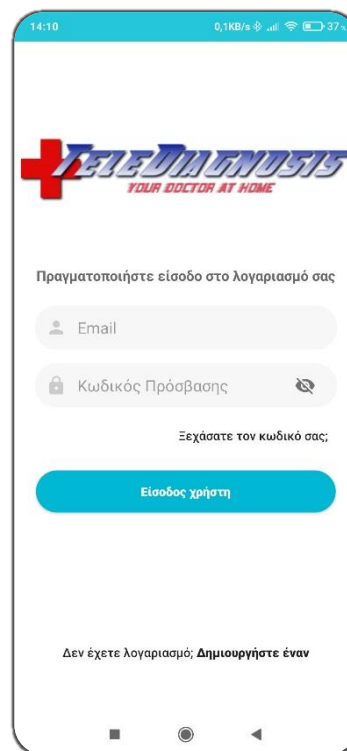 14:10
0,1KB/s 37
TELEDIAGNOSIS
YOUR DOCTOR AT HOME
Πραγματοποιήστε είσοδο στο λογαριασμό σας
Email
Κωδικός Πρόσβασης
Ξεχάσατε τον κωδικό σας;
Είσοδος χρήστη
Δεν έχετε λογαριασμό; Δημιουργήστε έναν